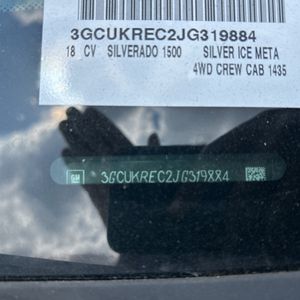 3GCUKREC2JG319884
18 CV SILVERADO 1500 SILVER ICE META
4WD CREW CAB 1435
GM 3GCUKREC2JG319884